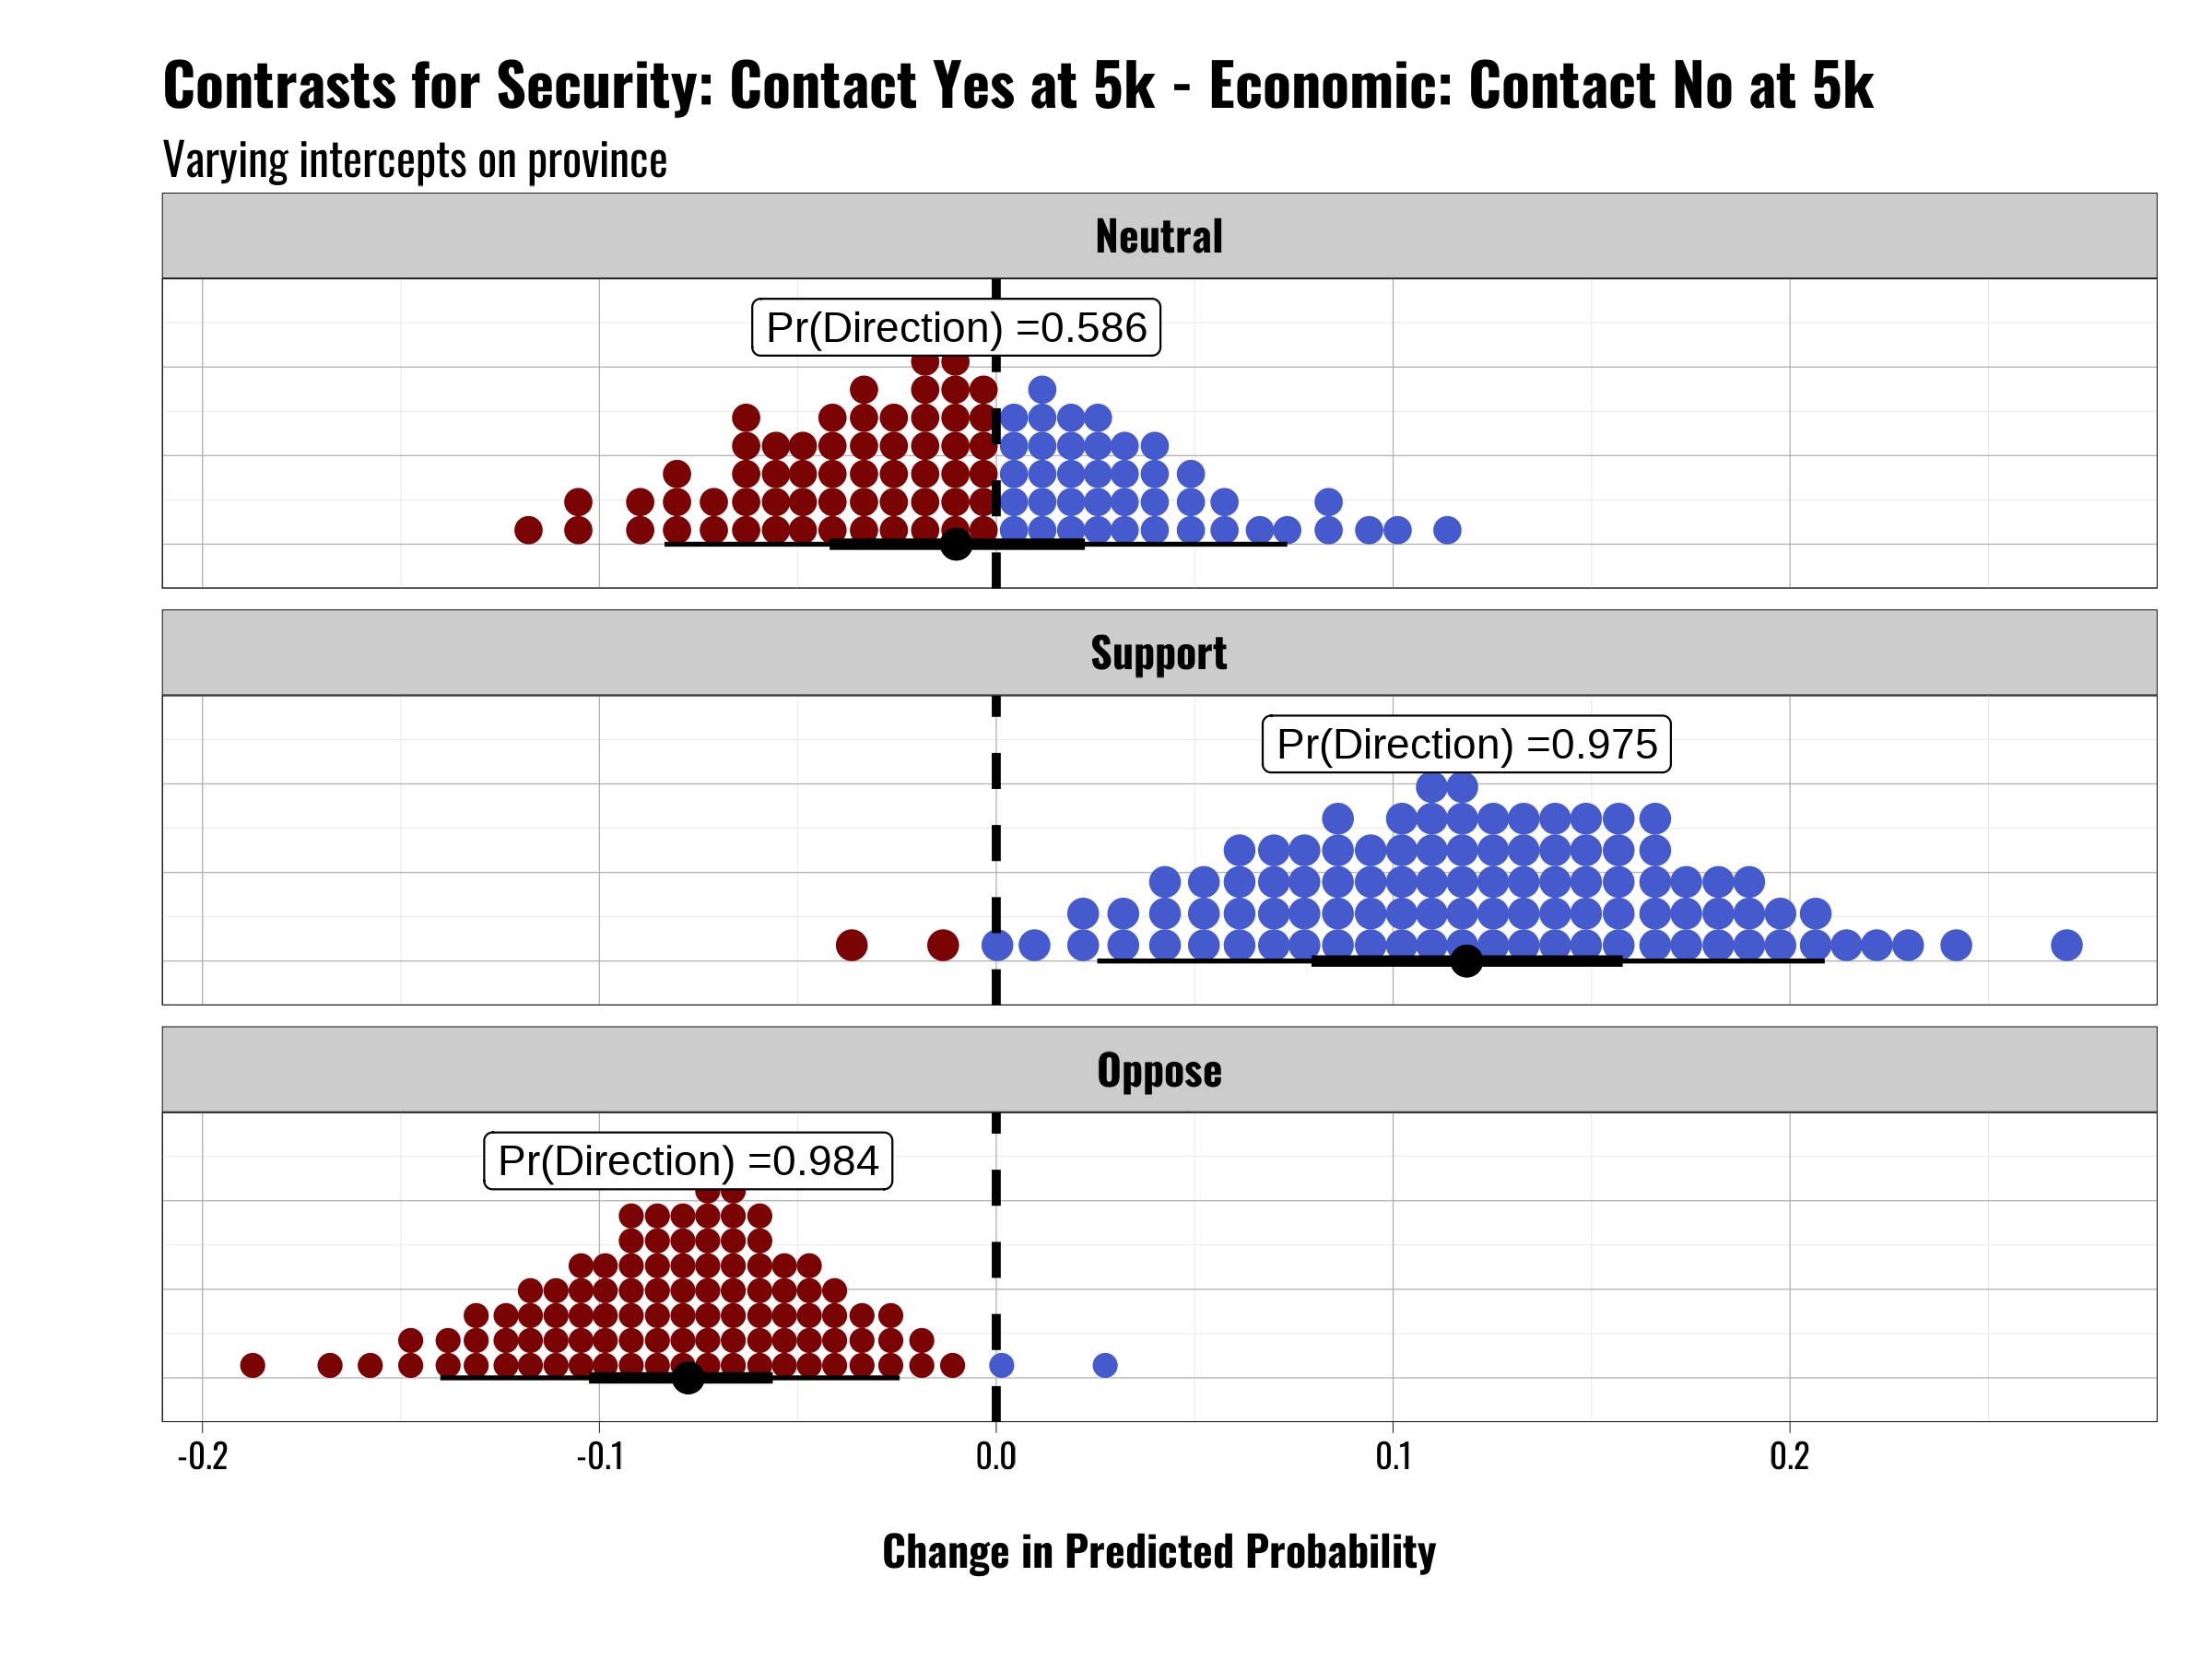 Contrasts for Security: Contact Yes at 5k - Economic: Contact No at 5k
Varying intercepts on province
Neutral
Pr(Direction) =0.586
Support
Pr(Direction) =0.975
Oppose
Pr(Direction) =0.984
-0.2 -0.1 0.0 0.1 0.2
Change in Predicted Probability